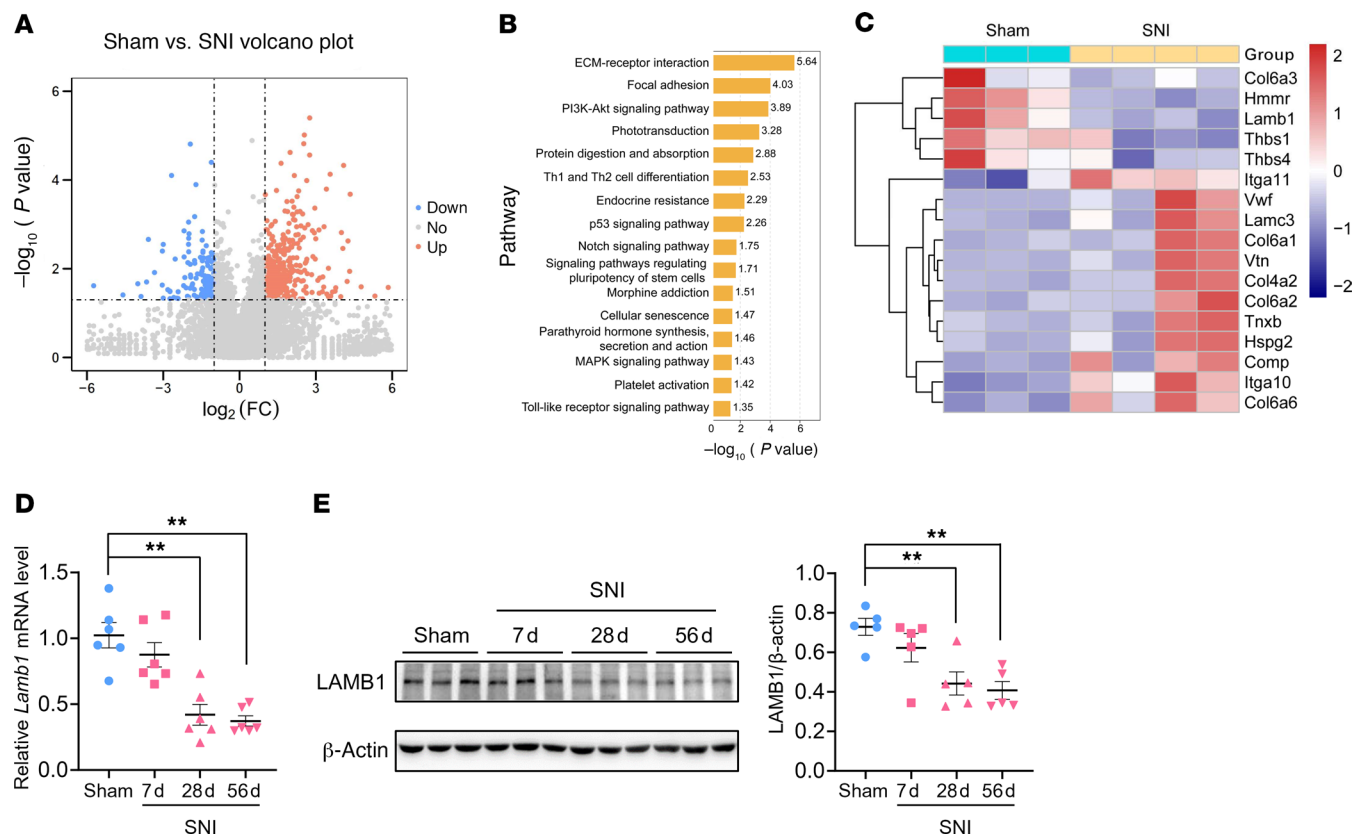 A
Sham vs. SNI volcano plot
−log10 ( P value)
6
4
2
0
−6
−3
0
3
6
log2 (FC)
Down
No
Up
B
Pathway
ECM-receptor interaction
5.64
Focal adhesion
4.03
PI3K-Akt signaling pathway
3.89
Phototransduction
3.28
Protein digestion and absorption
2.88
Th1 and Th2 cell differentiation
2.53
Endocrine resistance
2.29
p53 signaling pathway
2.26
Notch signaling pathway
1.75
Signaling pathways regulating
pluripotency of stem cells
1.71
Morphine addiction
1.51
Cellular senescence
1.47
Parathyroid hormone synthesis,
secretion and action
1.46
MAPK signaling pathway
1.43
Platelet activation
1.42
Toll-like receptor signaling pathway
1.35
0
2
4
6
−log10 ( P value)
C
Sham
SNI
Group
Col6a3
Hmmr
Lamb1
Thbs1
Thbs4
Itga11
Vwf
Lamc3
Col6a1
Vtn
Col4a2
Col6a2
Tnxb
Hspg2
Comp
Itga10
Col6a6
2
1
0
−1
−2
D
Relative Lamb1 mRNA level
1.5
1.0
0.5
0.0
**
**
Sham
7 d
28 d
56 d
SNI
E
SNI
Sham
7 d
28 d
56 d
LAMB1
β-Actin
LAMB1/β-actin
1.0
0.8
0.6
0.4
0.2
0.0
**
**
Sham
7 d
28 d
56 d
SNI